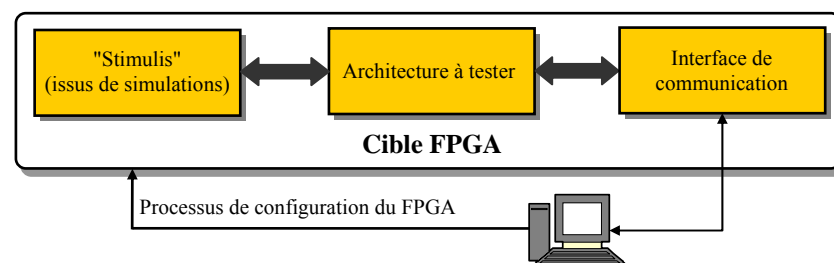 "Stimulis"
(issus de simulations)
Architecture à tester
Interface de
communication
Cible FPGA
Processus de configuration du FPGA